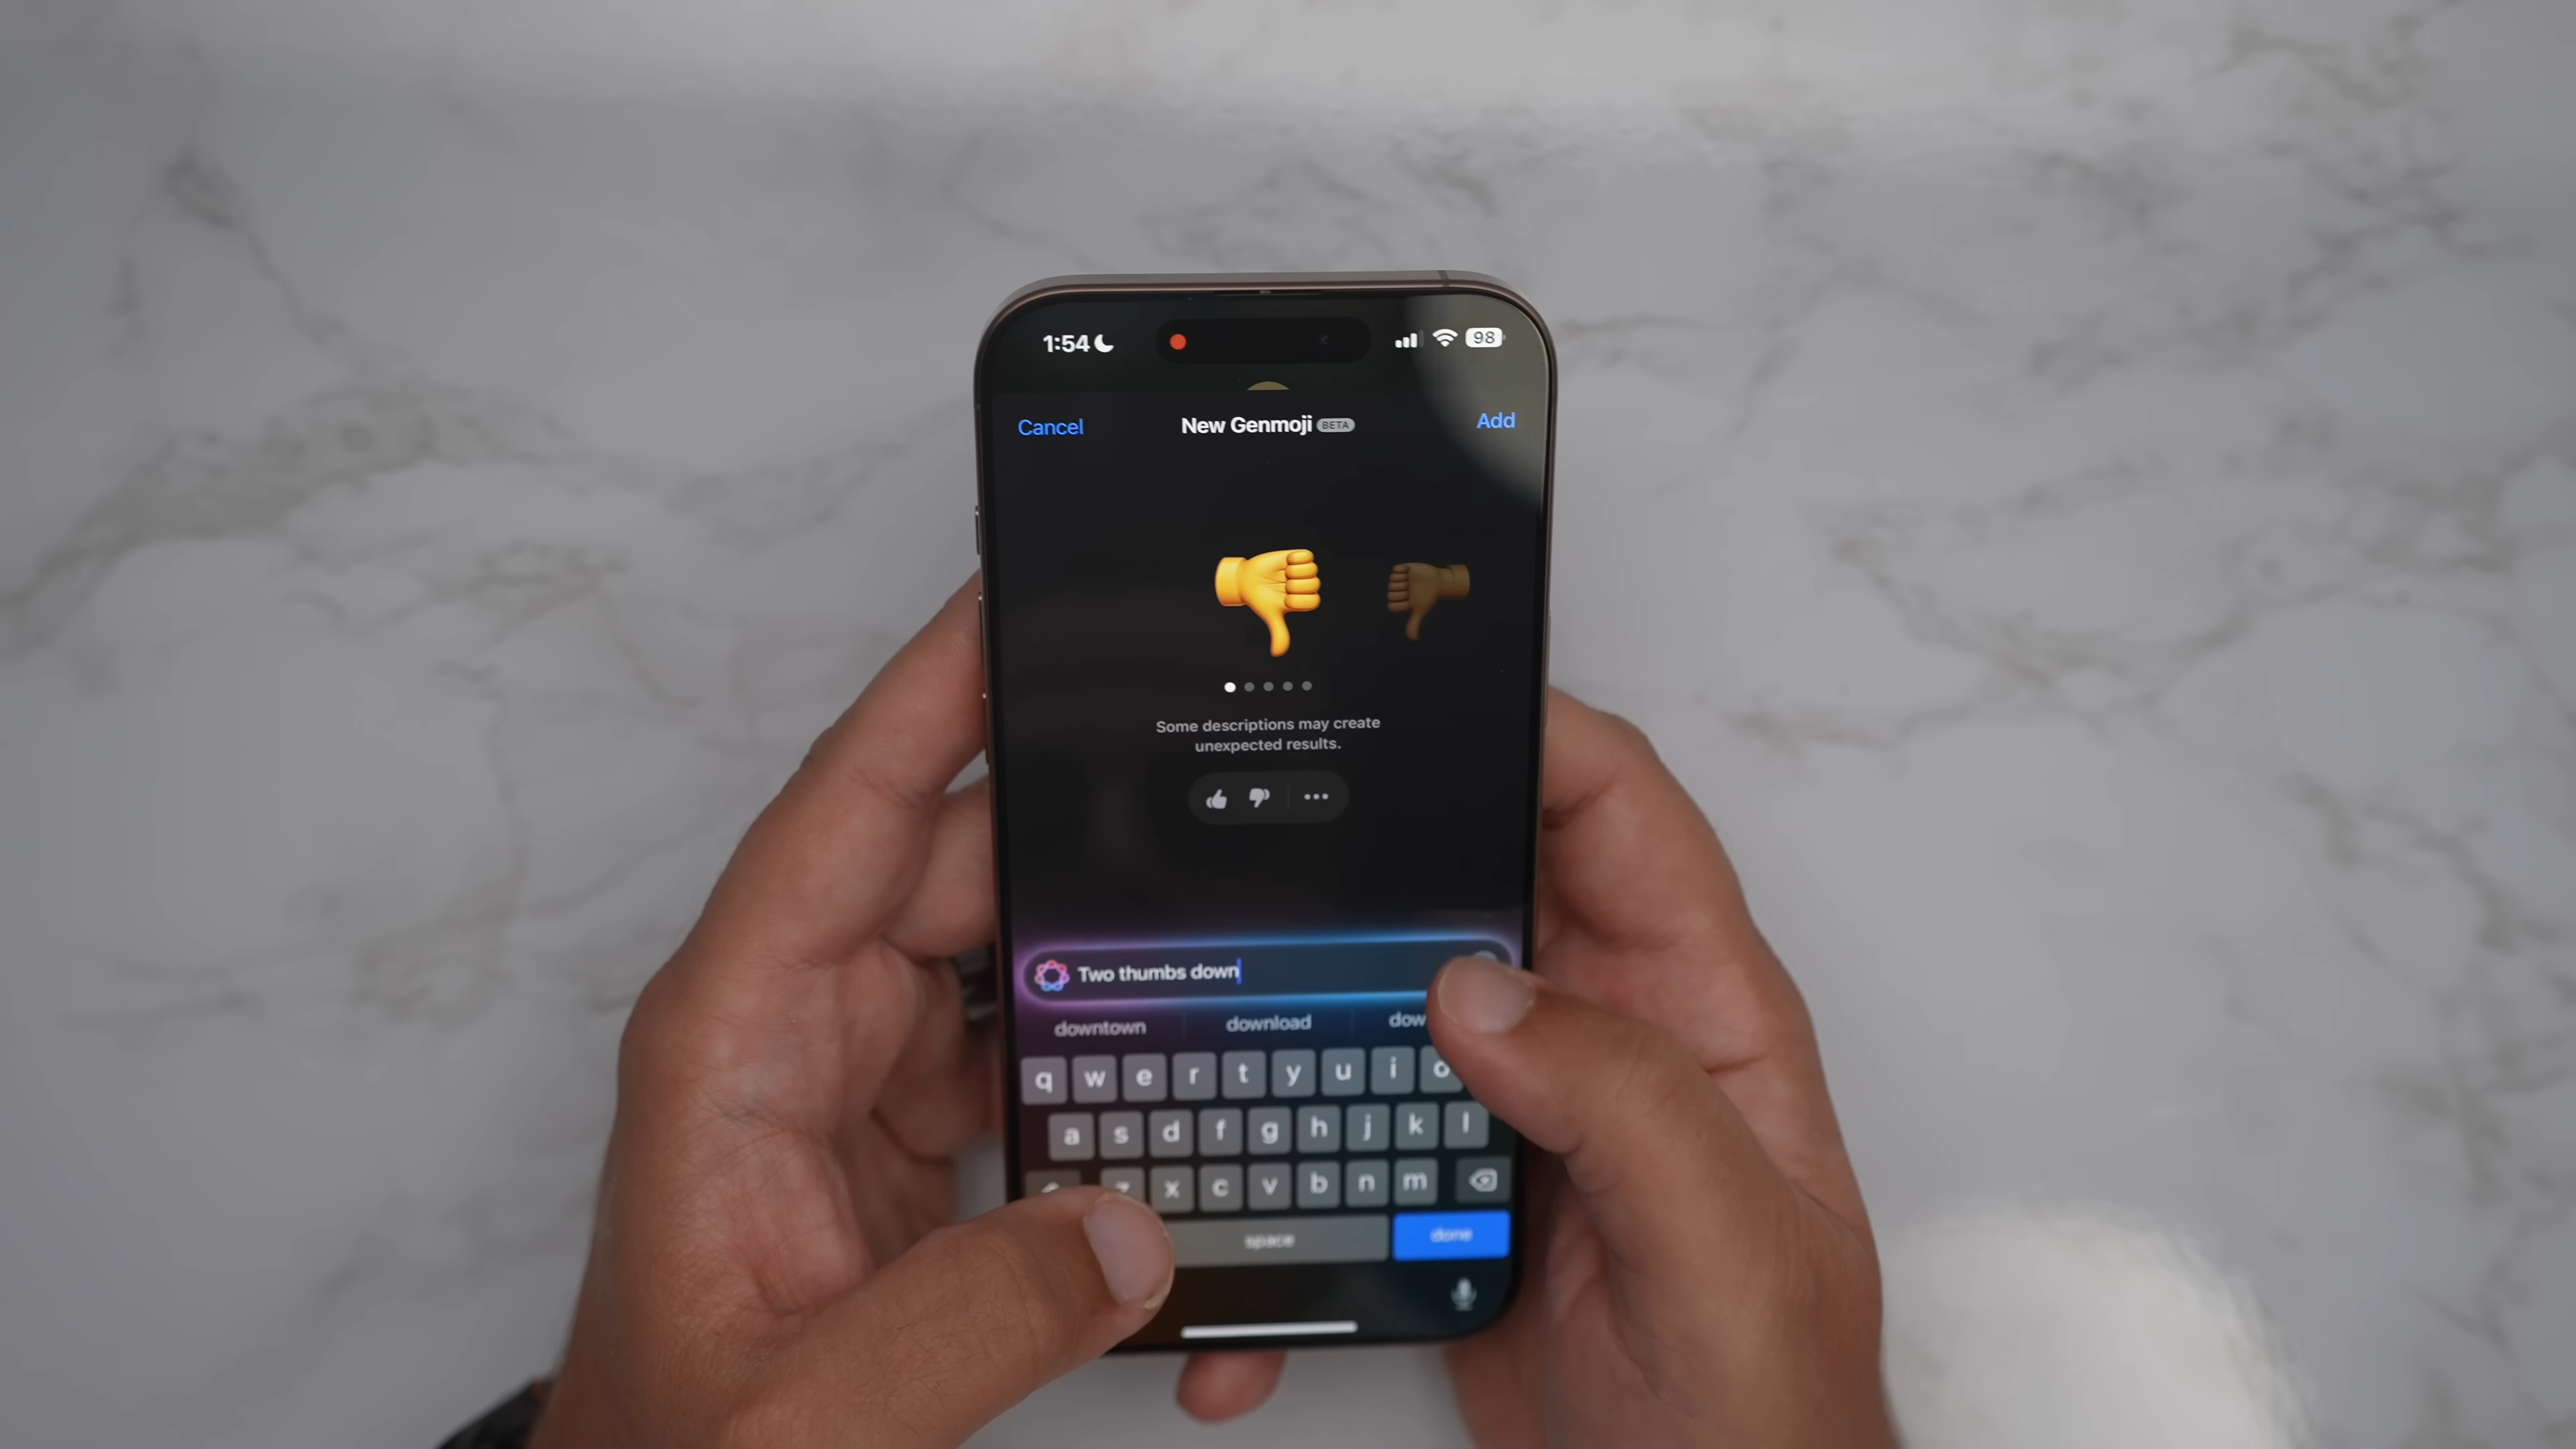 1:54
98
Cancel
New Genmoji BETA
Add
Some descriptions may create
unexpected results.
Two thumbs down
downtown download
q w e r t y u i o
a s d f g h j k l
z x c v b n m
space done